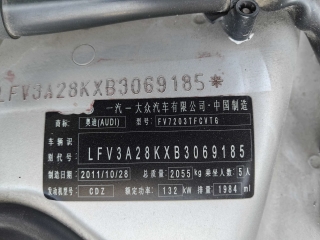 LFV3A28KXB3069185*
一汽一大众汽车有限公司·中国制造
品牌 奥迪(AUDI) 型号 FV7203TFCVTG
车辆识别代号 LFV3A28KXB3069185
制造日期 2011/10/28 总质量 2055 kg 乘坐人数 5人
发动机型号 CDZ 额定功率 132 kW 排量 1984 ml